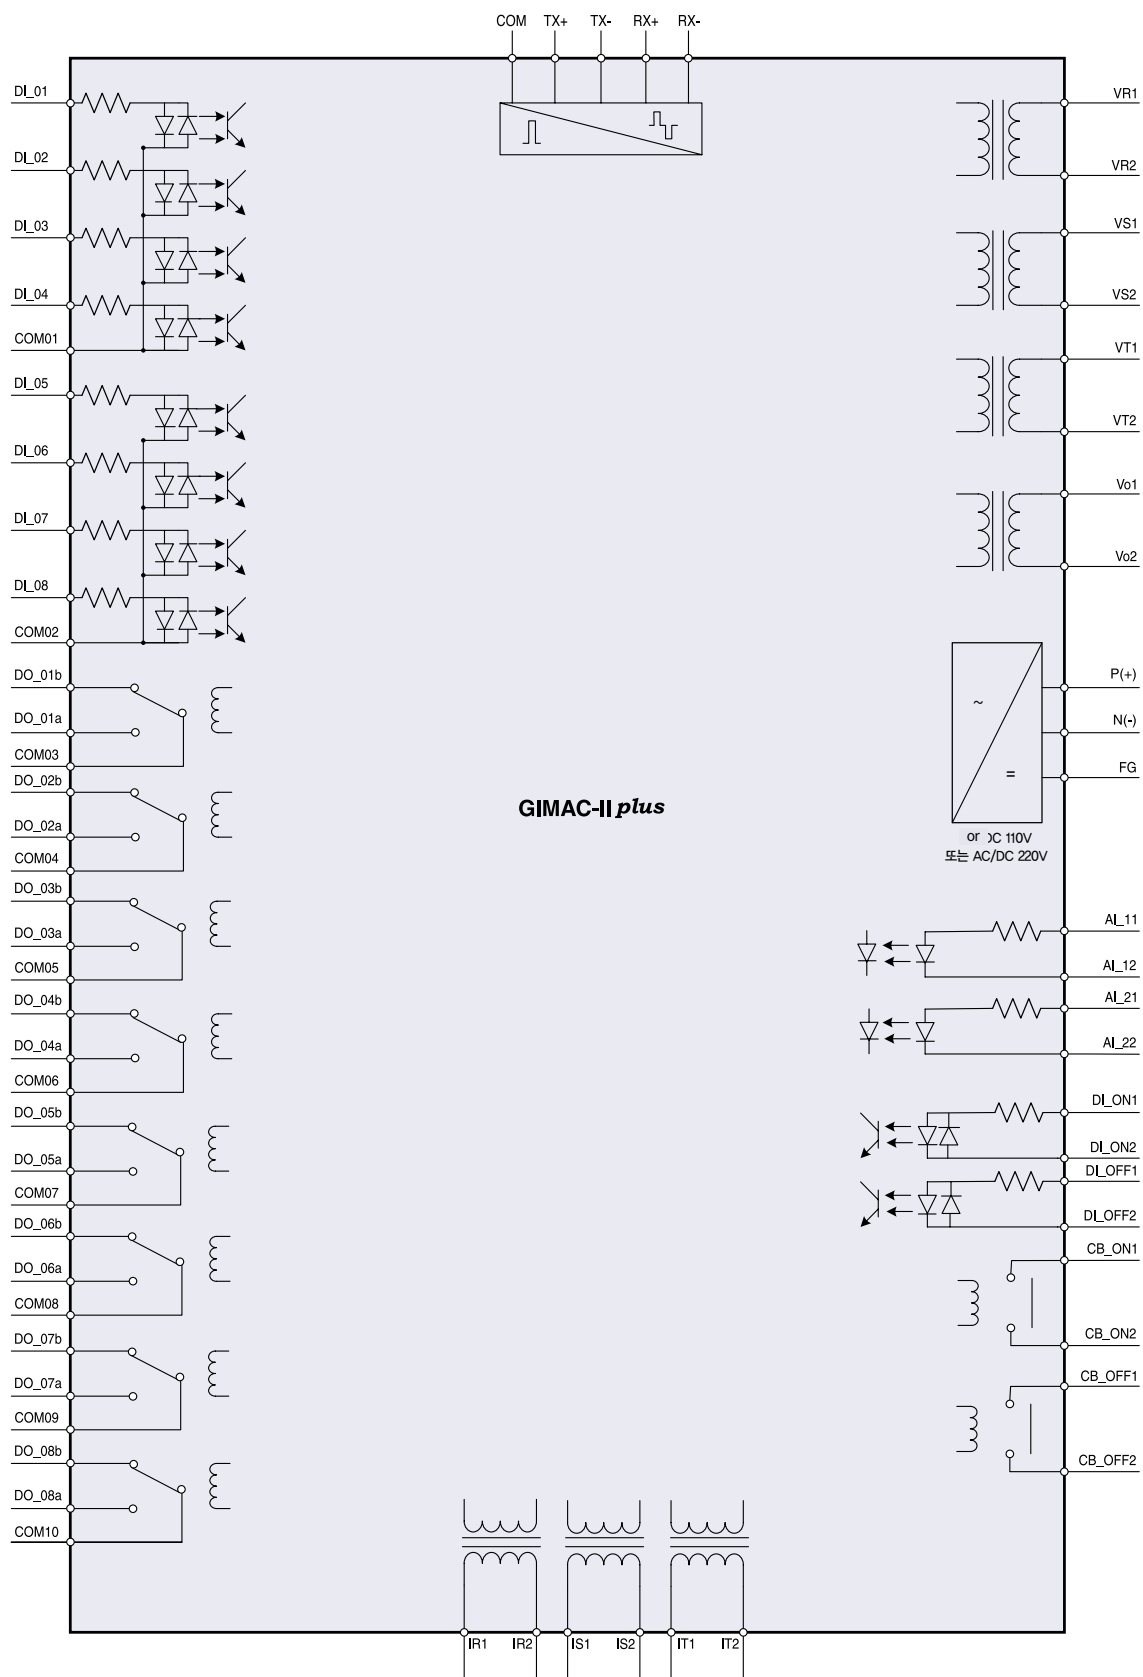 COM TX+ TX- RX+ RX-
DI_01
DI_02
DI_03
DI_04
COM01
DI_05
DI_06
DI_07
DI_08
COM02
DO_01b
DO_01a
COM03
DO_02b
DO_02a
COM04
DO_03b
DO_03a
COM05
DO_04b
DO_04a
COM06
DO_05b
DO_05a
COM07
DO_06b
DO_06a
COM08
DO_07b
DO_07a
COM09
DO_08b
DO_08a
COM10
GIMAC-II plus
VR1
VR2
VS1
VS2
VT1
VT2
Vo1
Vo2
P(+)
N(-)
FG
~
=
or DC 110V
또는 AC/DC 220V
AI_11
AI_12
AI_21
AI_22
DI_ON1
DI_ON2
DI_OFF1
DI_OFF2
CB_ON1
CB_ON2
CB_OFF1
CB_OFF2
IR1 IR2 IS1 IS2 IT1 IT2